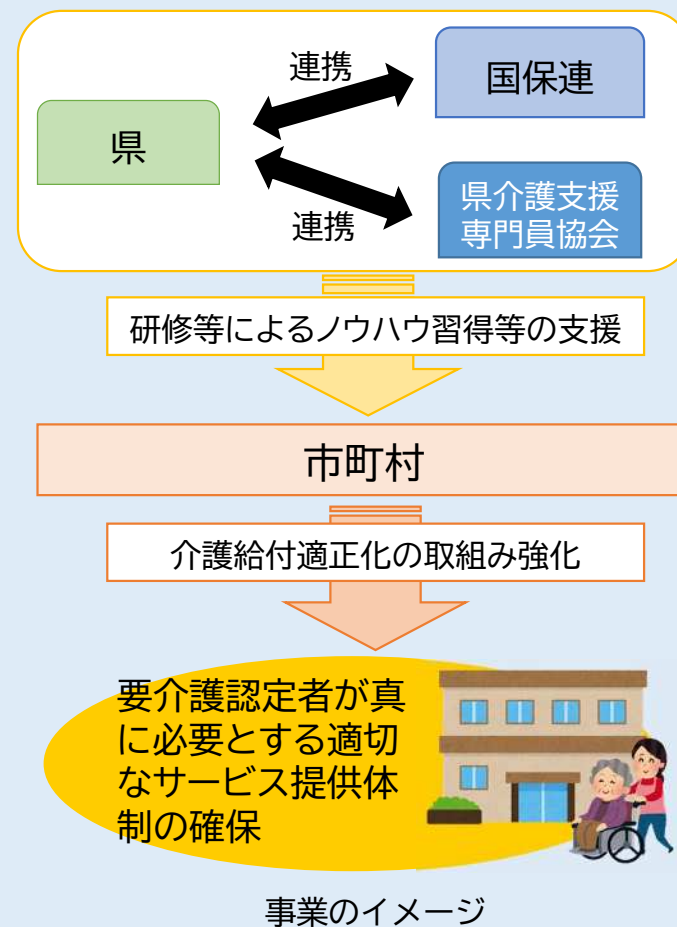 連携
国保連
県
県介護支援
専門員協会
連携
研修等によるノウハウ習得等の支援
市町村
介護給付適正化の取組み強化
要介護認定者が真
に必要とする適切
なサービス提供体
制の確保
事業のイメージ